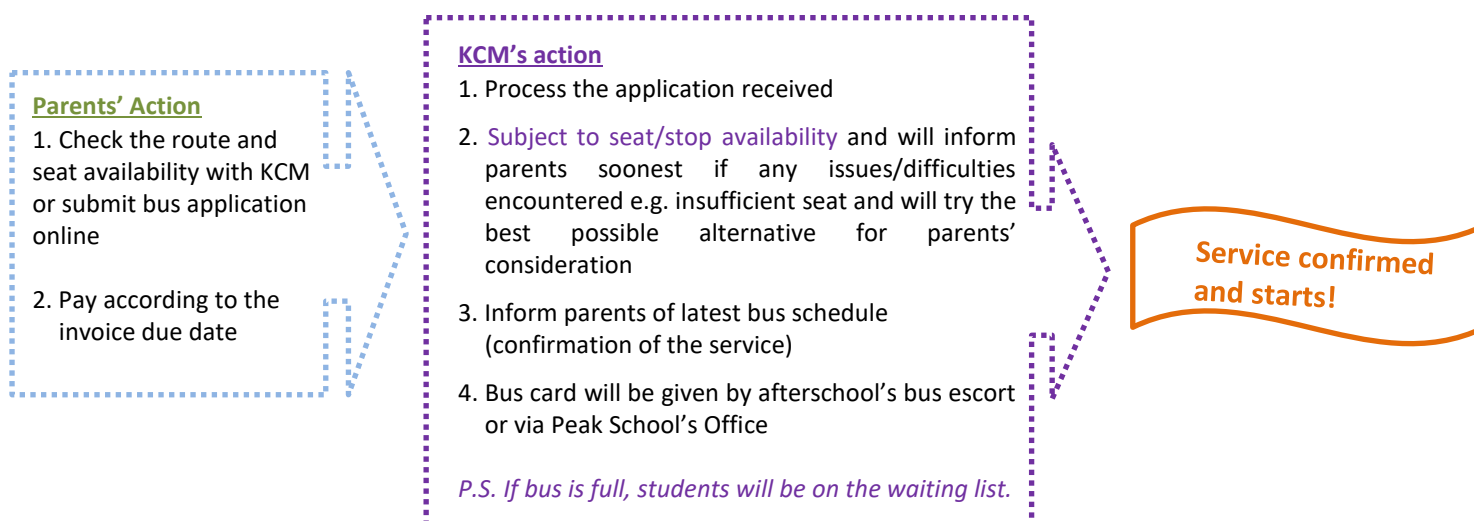 Parents’ Action
1. Check the route and
seat availability with KCM
or submit bus application
online
2. Pay according to the
invoice due date
KCM’s action
1. Process the application received
2. Subject to seat/stop availability and will inform
parents soonest if any issues/difficulties
encountered e.g. insufficient seat and will try the
best possible alternative for parents’
consideration
3. Inform parents of latest bus schedule
(confirmation of the service)
4. Bus card will be given by afterschool’s bus escort
or via Peak School’s Office
P.S. If bus is full, students will be on the waiting list.
Service confirmed
and starts!